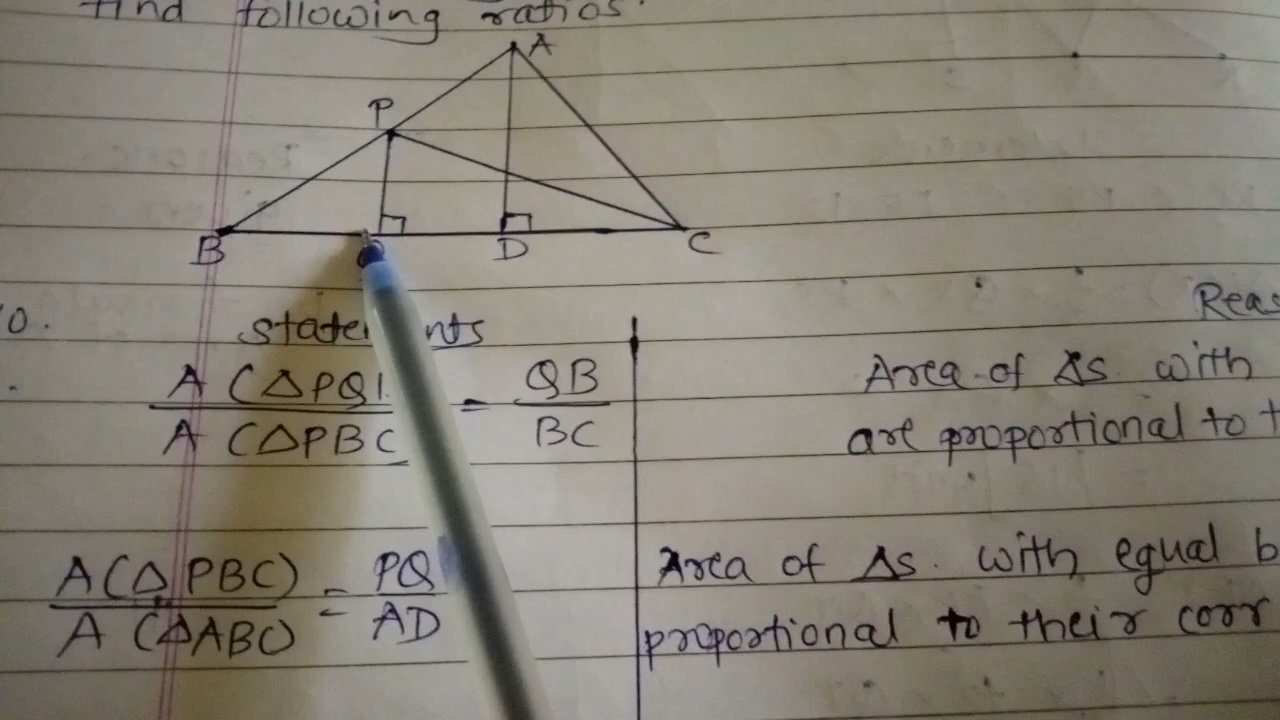 find following ratios.
A
P
B
D
C
statements
Reas
A (△PQ
A (△PBC
=
QB
BC
Area of △s. with
are proportional to t
A(△PBC)
A (△ABC)
=
PQ
AD
Area of △s. with equal b
proportional to their corr